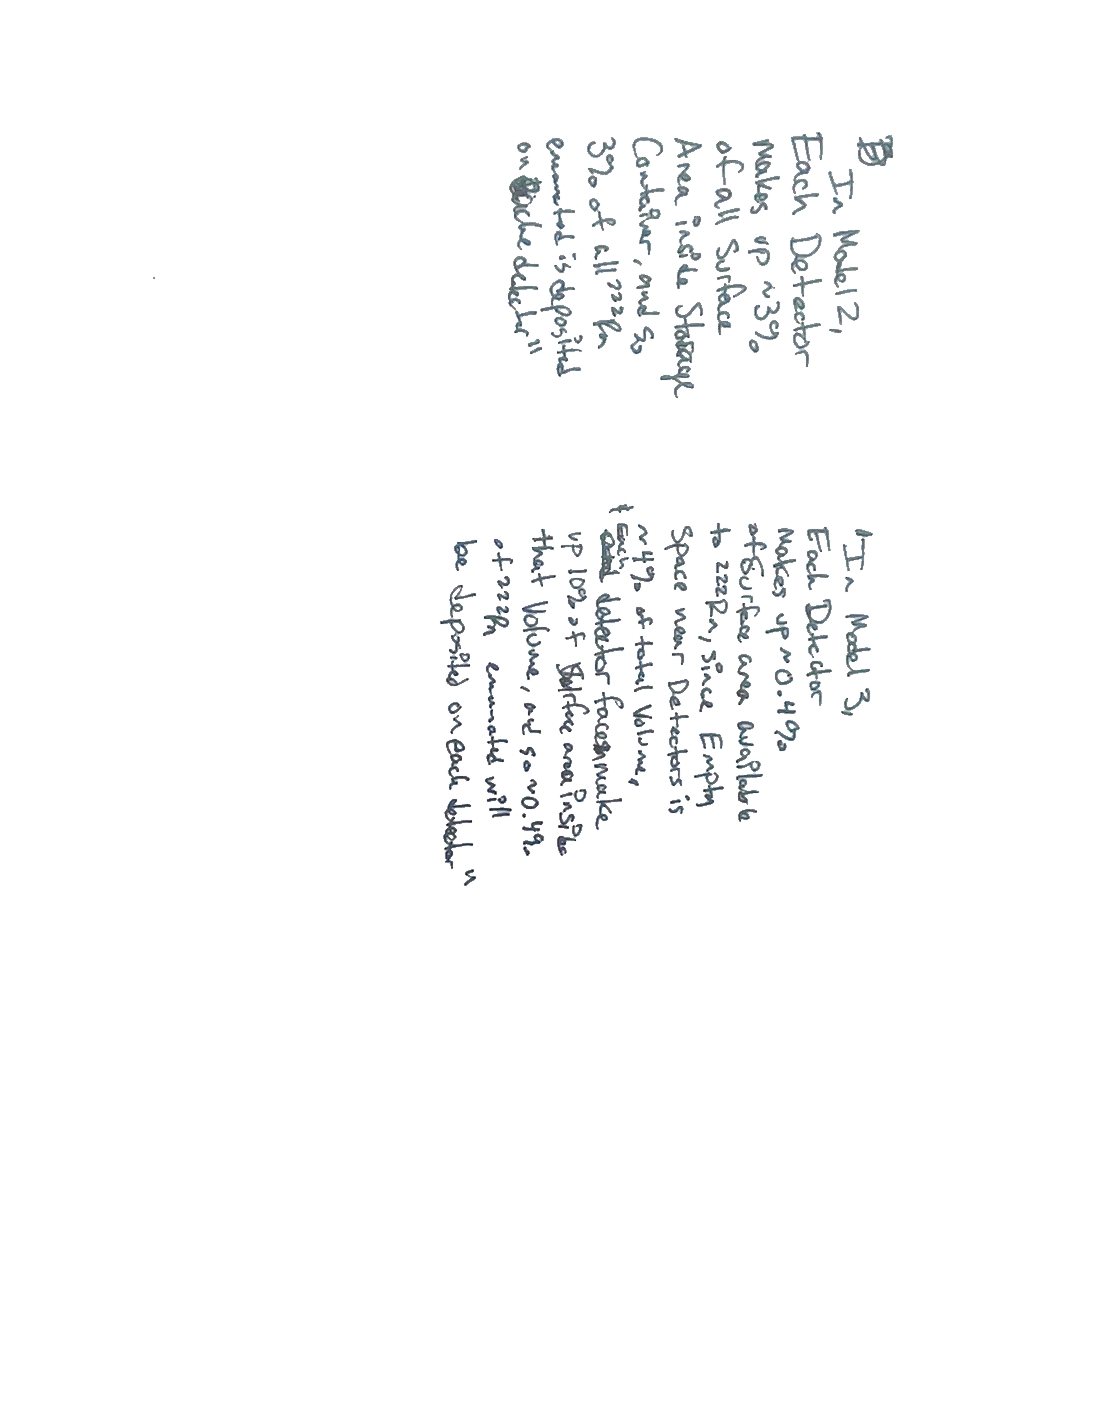 In Model 2,
Each Detector
Makes up ~3%
of all Surface
Area inside Storage
Container, and so
3% of all 222Rn
emanated is deposited
on the detector"
"In Model 3,
Each Detector
Makes up ~0.4%
of Surface area available
to 222Rn, since Empty
Space near Detectors is
~4% of total Volume,
& Each detector faces make
up 10% of Surface area inside
that Volume, and so ~0.4%
of 222Rn emanated will
be deposited on each detector"